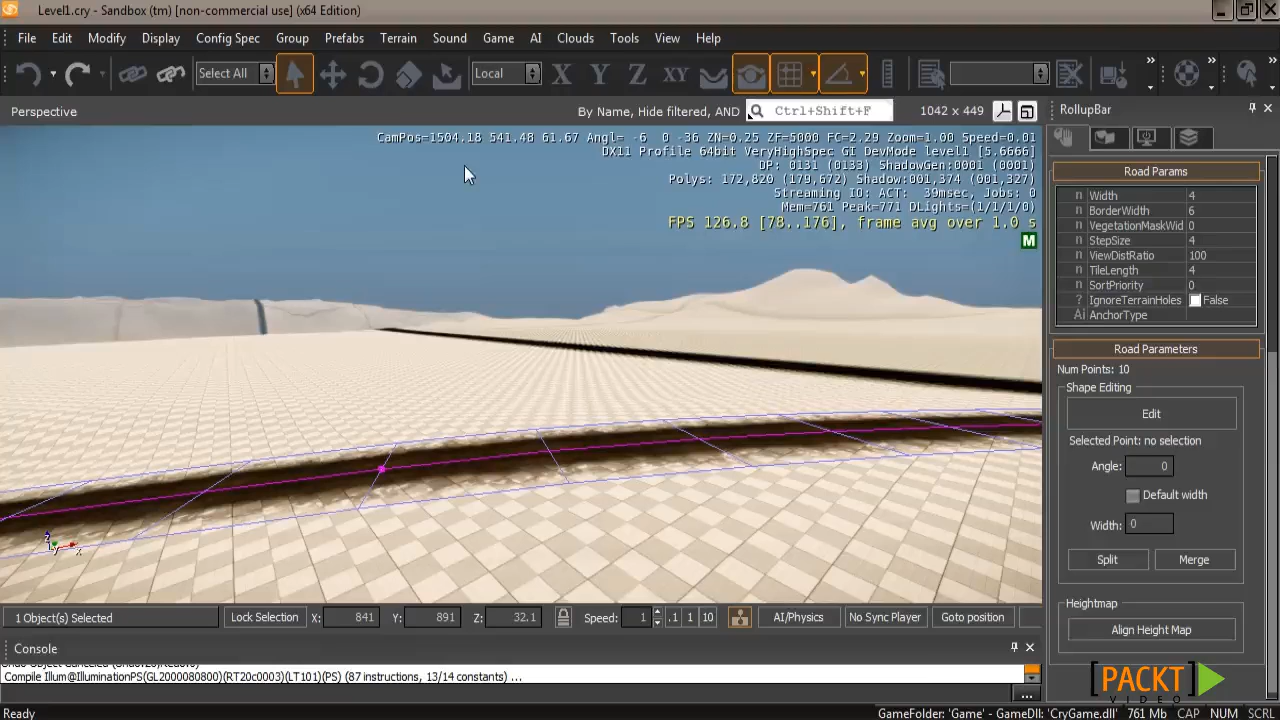 Level1.cry - Sandbox (tm) [non-commercial use] (x64 Edition)
File Edit Modify Display Config Spec Group Prefabs Terrain Sound Game AI Clouds Tools View Help
Select All Local X Y Z XY
Perspective By Name, Hide filtered, AND Ctrl+Shift+F 1042 x 449
RollupBar
CamPos=1504.18 541.48 61.67 Angl= -6 0 -36 ZN=0.25 ZF=5000 FC=2.29 Zoom=1.00 Speed=0.01
DX11 Profile 64bit VeryHighSpec GI DevMode level1 [5.6666]
DP: 0131 (0133) ShadowGen:0001 (0001)
Polys: 172,820 (179,672) Shadow:001,374 (001,327)
Streaming IO: ACT: 39msec, Jobs: 0
Mem=761 Peak=771 DLights=(1/1/1/0)
FPS 126.8 [78..176], frame avg over 1.0 s
M
Road Params
n Width 4
n BorderWidth 6
n VegetationMaskWid 0
n StepSize 4
n ViewDistRatio 100
n TileLength 4
n SortPriority 0
? IgnoreTerrainHoles False
Ai AnchorType
Road Parameters
Num Points: 10
Shape Editing
Edit
Selected Point: no selection
Angle: 0
Default width
Width: 0
Split Merge
Heightmap
Align Height Map
z y x
1 Object(s) Selected Lock Selection X: 841 Y: 891 Z: 32.1 Speed: 1 .1 1 10 AI/Physics No Sync Player Goto position
Console
Compile Illum@IlluminationPS(GL2000080800)(RT20c0003)(LT101)(PS) (87 instructions, 13/14 constants) ...
...
[PACKT]
VIDEO
Ready GameFolder: 'Game' - GameDll: 'CryGame.dll' 761 Mb CAP NUM SCRL